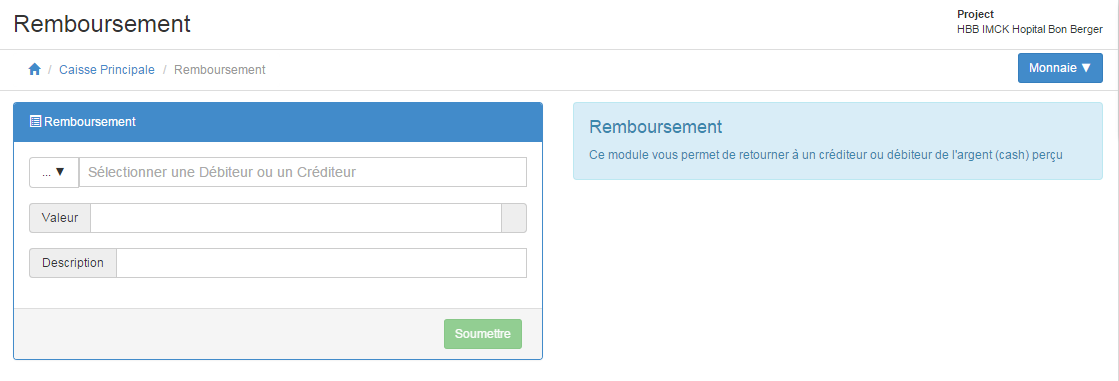 Remboursement
Project
HBB IMCK Hopital Bon Berger
/ Caisse Principale / Remboursement
Monnaie ▼
Remboursement
... ▼ Sélectionner une Débiteur ou un Créditeur
Valeur
Description
Soumettre
Remboursement
Ce module vous permet de retourner à un créditeur ou débiteur de l'argent (cash) perçu